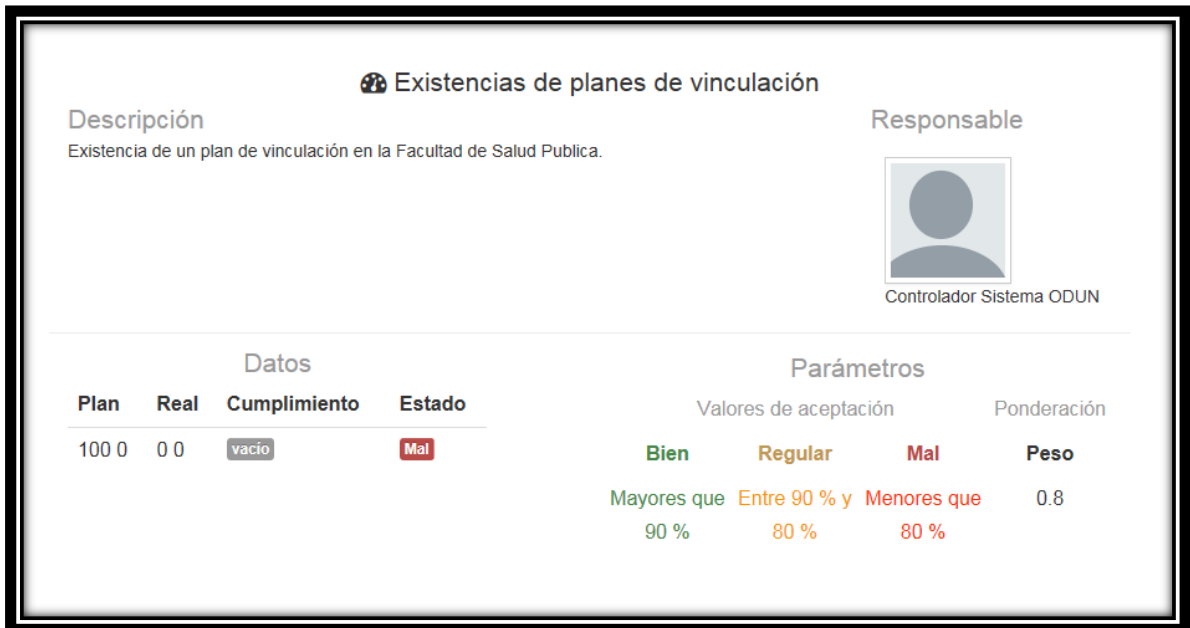 Existencias de planes de vinculación
Descripción
Existencia de un plan de vinculación en la Facultad de Salud Publica.
Responsable
Controlador Sistema ODUN
Datos
Plan Real Cumplimiento Estado
100 0 0 0 vacío Mal
Parámetros
Valores de aceptación Ponderación
Bien Regular Mal Peso
Mayores que Entre 90 % y Menores que 0.8
90 % 80 % 80 %